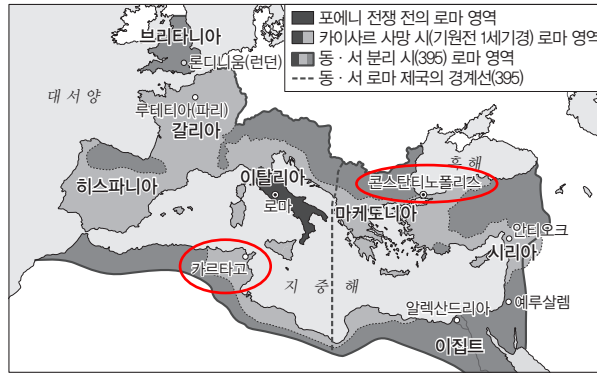 포에니 전쟁 전의 로마 영역
카이사르 사망 시(기원전 1세기경) 로마 영역
동·서 분리 시(395) 로마 영역
동·서 로마 제국의 경계선(395)
브리타니아
론디니움(런던)
대서양
루테티아(파리)
갈리아
흑해
히스파니아
이탈리아
콘스탄티노폴리스
로마
마케도니아
안티오크
시리아
카르타고
지중해
알렉산드리아
예루살렘
이집트